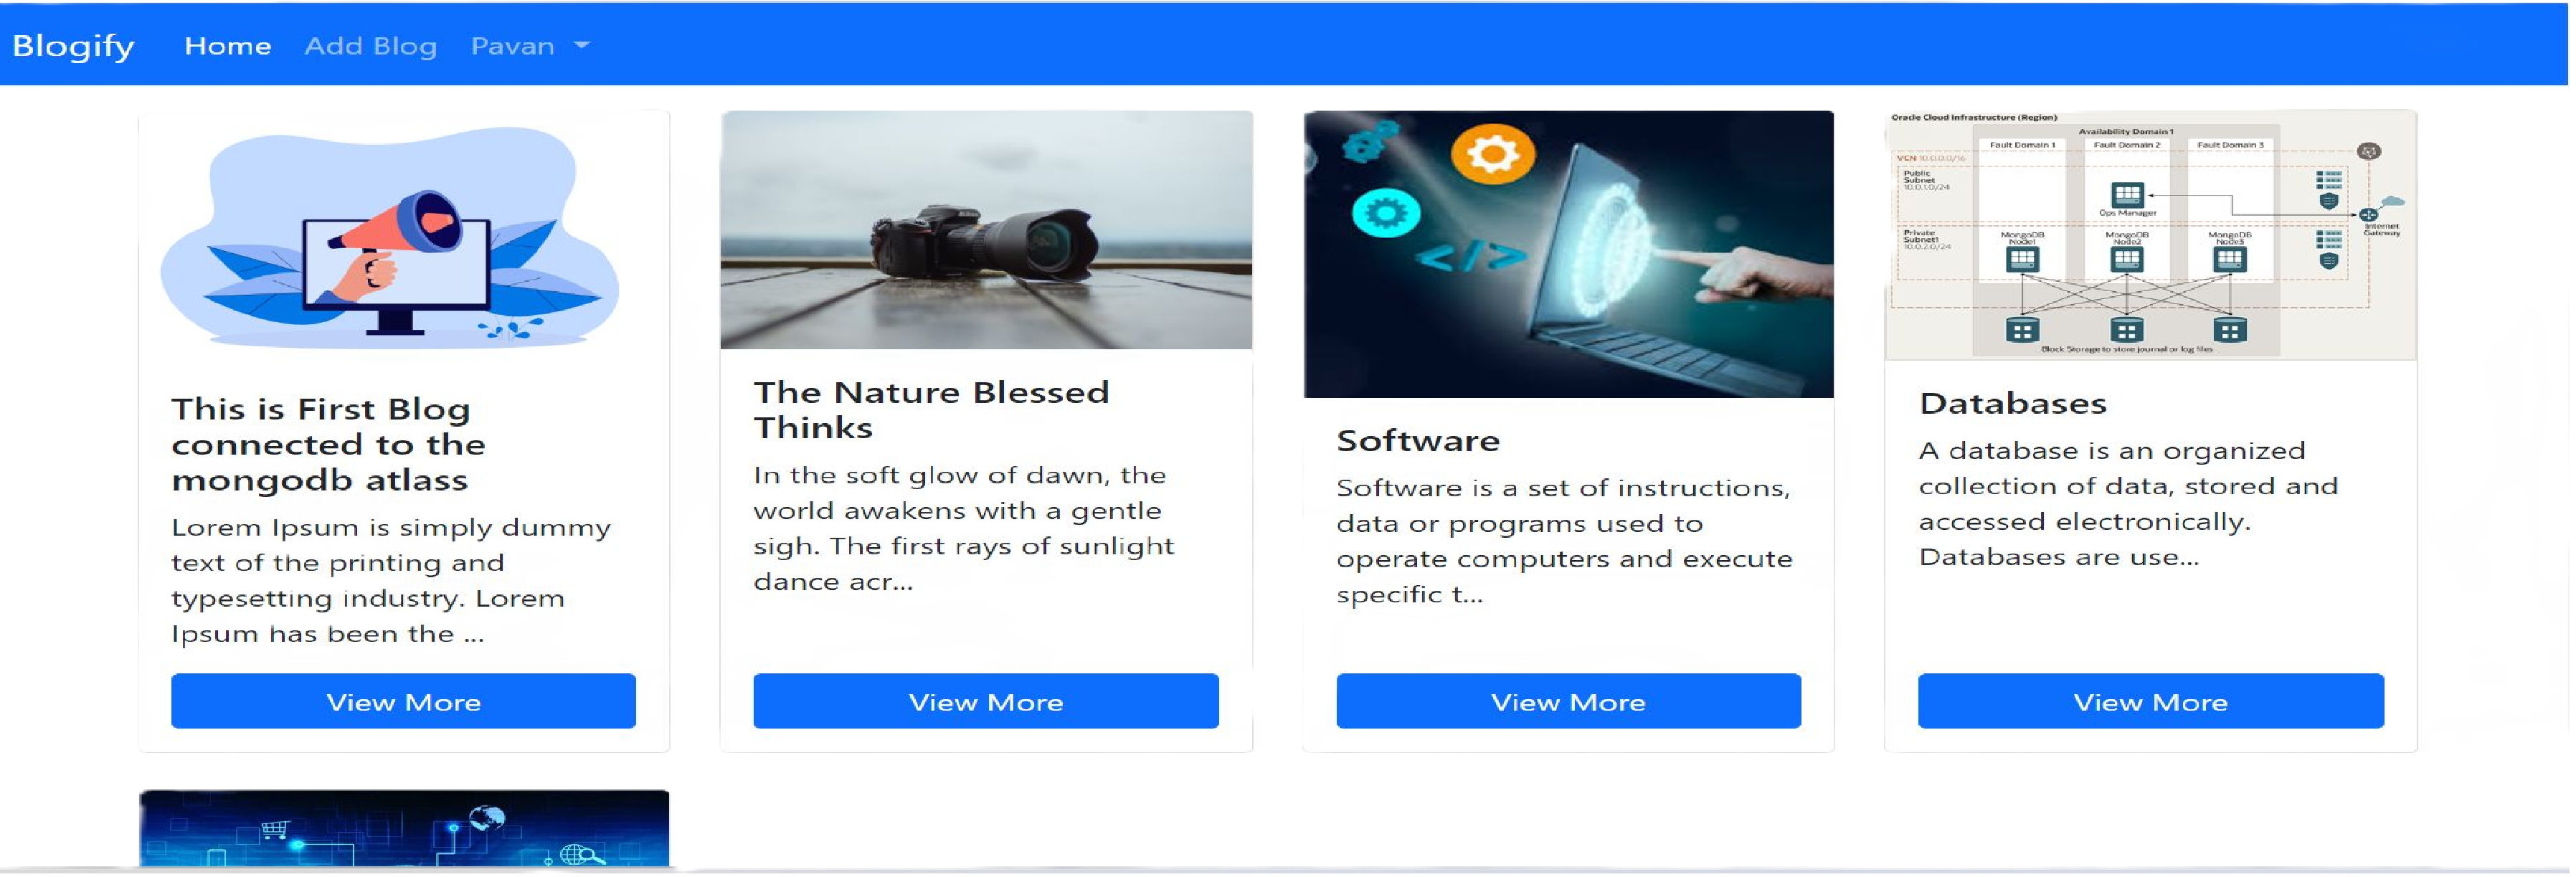 Blogify Home Add Blog Pavan
This is First Blog
connected to the
mongodb atlass
Lorem Ipsum is simply dummy
text of the printing and
typesetting industry. Lorem
Ipsum has been the ...
View More
The Nature Blessed
Thinks
In the soft glow of dawn, the
world awakens with a gentle
sigh. The first rays of sunlight
dance acr...
View More
</>
Software
Software is a set of instructions,
data or programs used to
operate computers and execute
specific t...
View More
Oracle Cloud Infrastructure (Region)
Availability Domain 1
Fault Domain 1 Fault Domain 2 Fault Domain 3
VCN 10.0.0.0/16
Public
Subnet
10.0.1.0/24
Ops Manager
Internet
Gateway
Private
Subnet1
10.0.2.0/24
MongoDB MongoDB MongoDB
Node1 Node2 Node3
Block Storage to store journal or log files
Databases
A database is an organized
collection of data, stored and
accessed electronically.
Databases are use...
View More